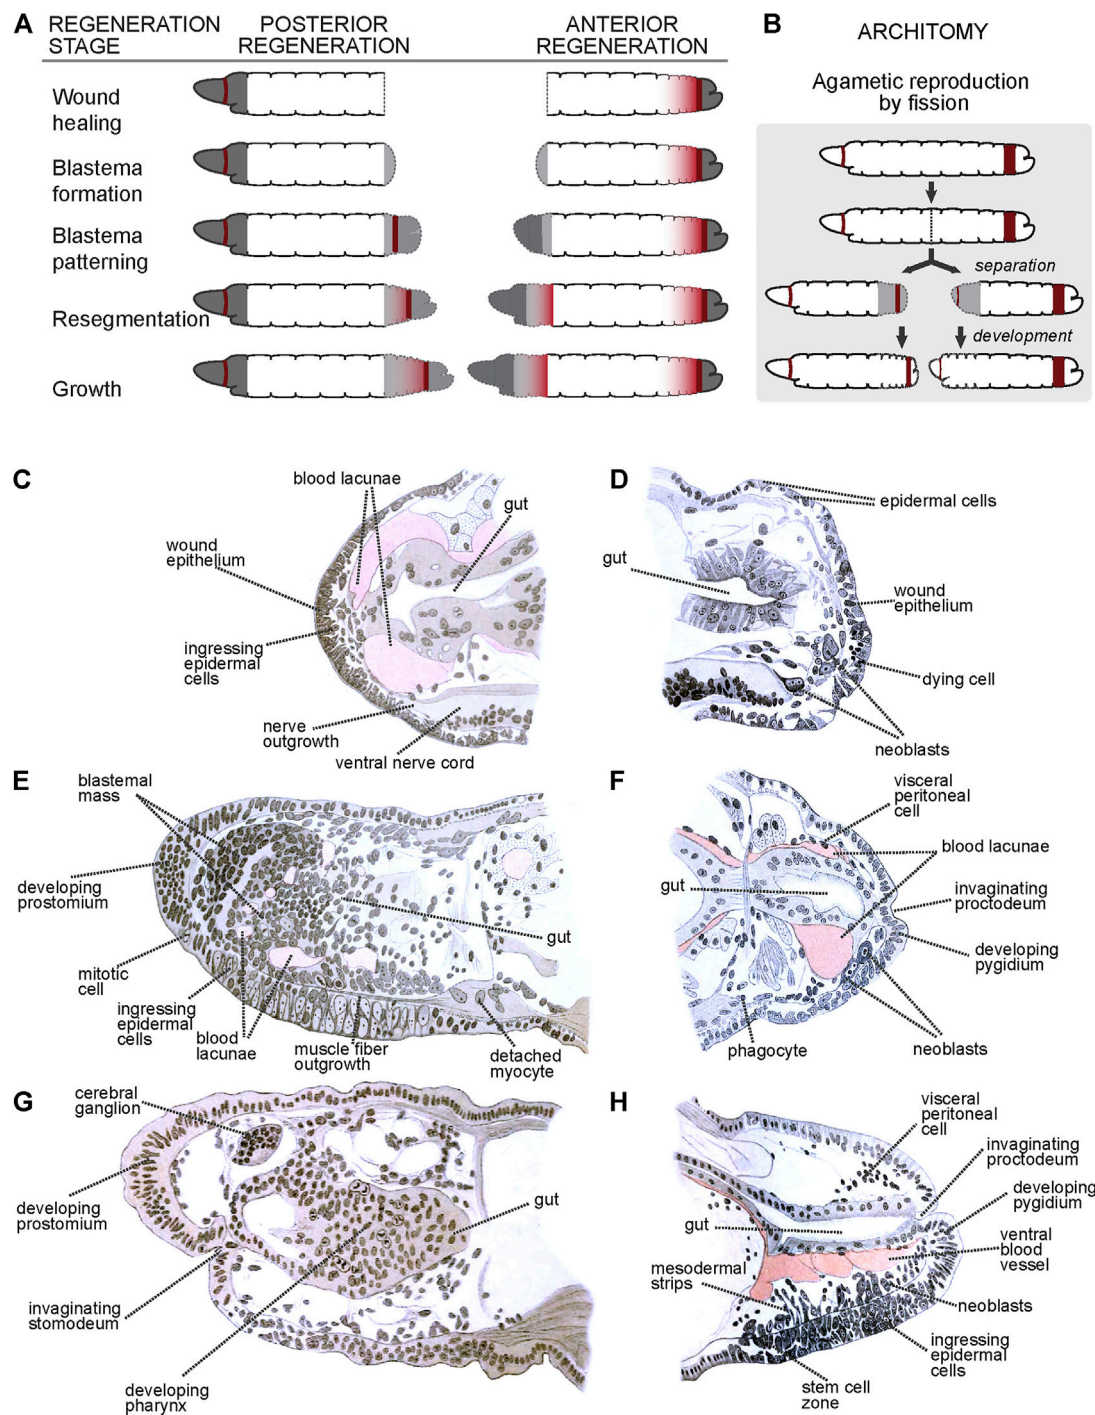 A
REGENERATION
STAGE
POSTERIOR
REGENERATION
ANTERIOR
REGENERATION
Wound
healing
Blastema
formation
Blastema
patterning
Resegmentation
Growth
B
ARCHITOMY
Agametic reproduction
by fission
separation
development
C
blood lacunae
gut
wound
epithelium
ingressing
epidermal
cells
nerve
outgrowth
ventral nerve cord
D
epidermal cells
gut
wound
epithelium
dying cell
neoblasts
E
blastemal
mass
developing
prostomium
gut
mitotic
cell
ingressing
epidermal
cells
blood
lacunae
muscle fiber
outgrowth
detached
myocyte
F
visceral
peritoneal
cell
blood lacunae
gut
invaginating
proctodeum
developing
pygidium
phagocyte
neoblasts
G
cerebral
ganglion
developing
prostomium
gut
invaginating
stomodeum
developing
pharynx
H
visceral
peritoneal
cell
invaginating
proctodeum
developing
pygidium
gut
ventral
blood
vessel
mesodermal
strips
neoblasts
ingressing
epidermal
cells
stem cell
zone